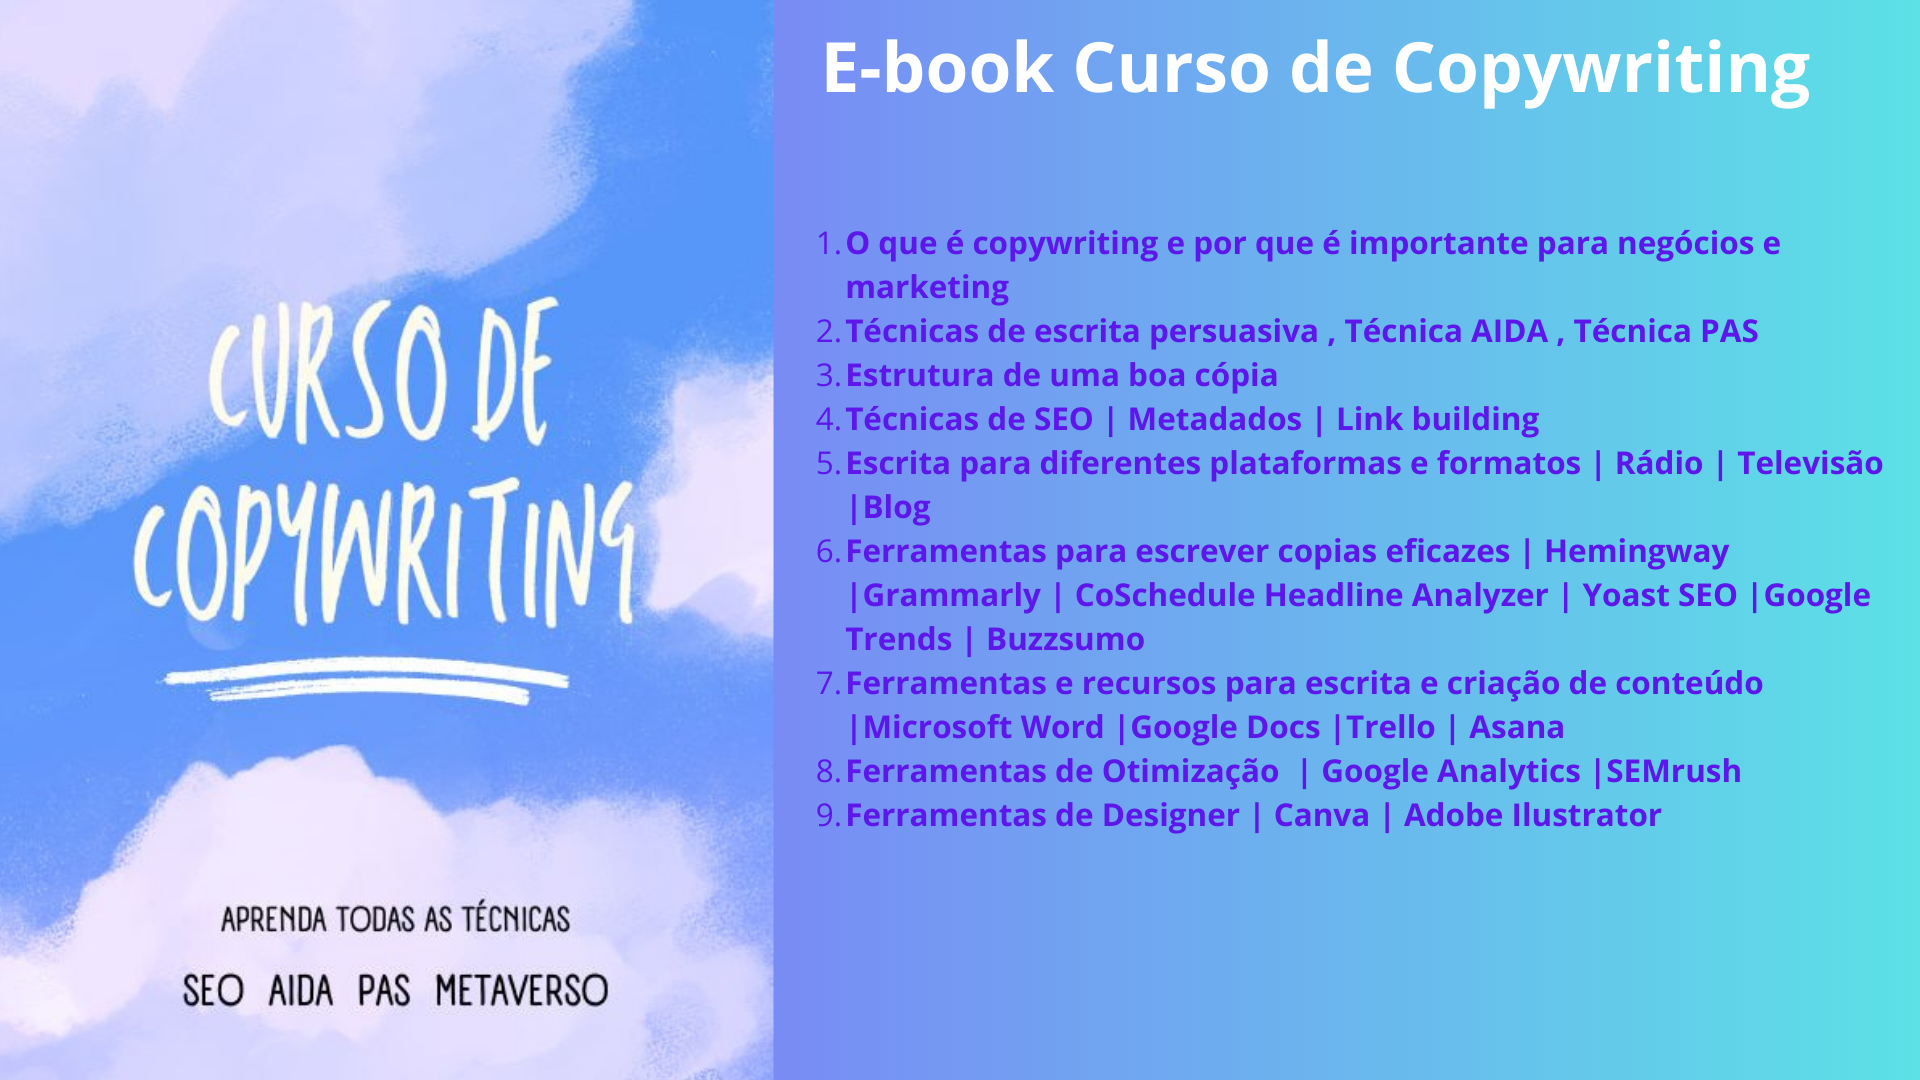 CURSO DE
COPYWRITING
APRENDA TODAS AS TÉCNICAS
SEO AIDA PAS METAVERSO
E-book Curso de Copywriting
1. O que é copywriting e por que é importante para negócios e
marketing
2. Técnicas de escrita persuasiva , Técnica AIDA , Técnica PAS
3. Estrutura de uma boa cópia
4. Técnicas de SEO | Metadados | Link building
5. Escrita para diferentes plataformas e formatos | Rádio | Televisão
|Blog
6. Ferramentas para escrever copias eficazes | Hemingway
|Grammarly | CoSchedule Headline Analyzer | Yoast SEO |Google
Trends | Buzzsumo
7. Ferramentas e recursos para escrita e criação de conteúdo
|Microsoft Word |Google Docs |Trello | Asana
8. Ferramentas de Otimização  | Google Analytics |SEMrush
9. Ferramentas de Designer | Canva | Adobe Ilustrator